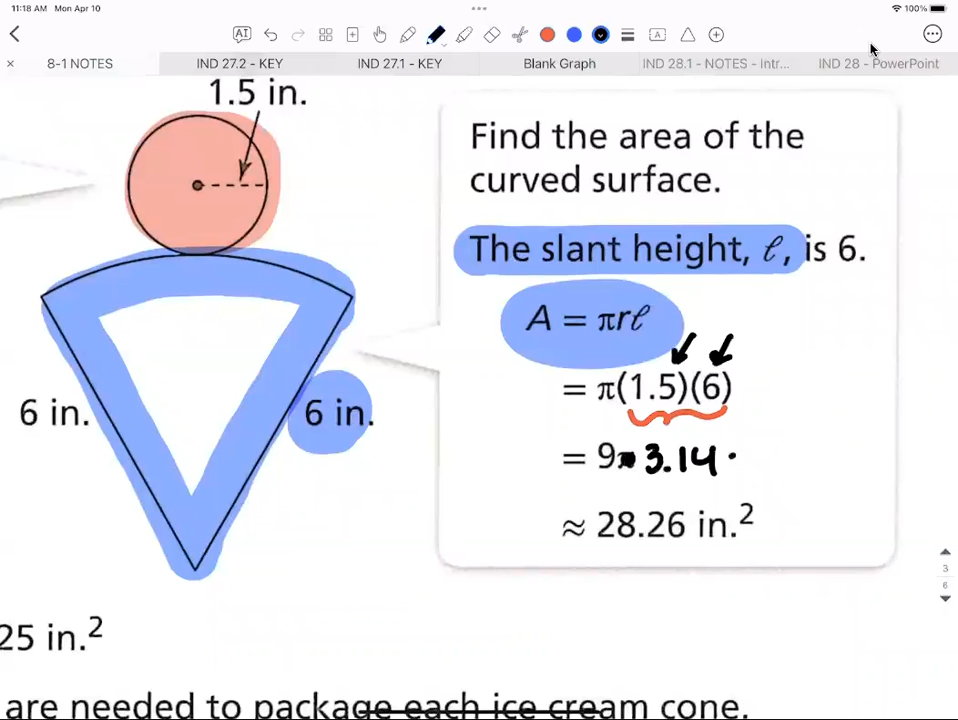 11:18 AM Mon Apr 10
100%
AI
8-1 NOTES
IND 27.2 - KEY
IND 27.1 - KEY
Blank Graph
IND 28.1 - NOTES - Intr...
IND 28 - PowerPoint
1.5 in.
6 in.
6 in.
Find the area of the
curved surface.
The slant height, ℓ, is 6.
A = πrℓ
= π(1.5)(6)
= 9 · 3.14 ·
≈ 28.26 in.²
3
6
25 in.²
are needed to package each ice cream cone.